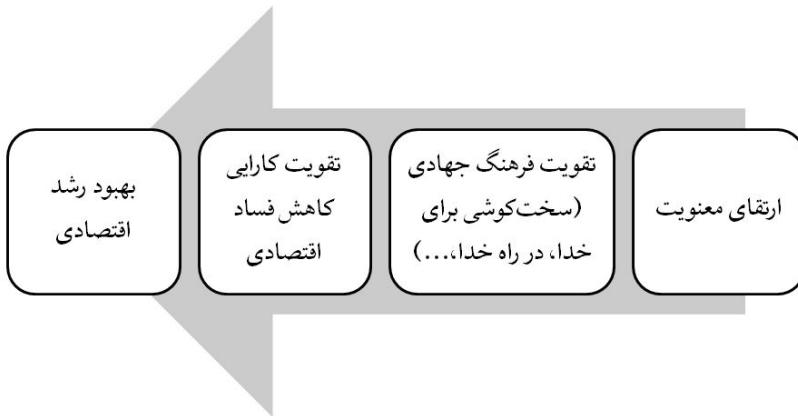 ارتقای معنویت
تقویت فرهنگ جهادی
(سخت‌کوشی برای
خدا، در راه خدا،...)
تقویت کارایی
کاهش فساد
اقتصادی
بهبود رشد
اقتصادی